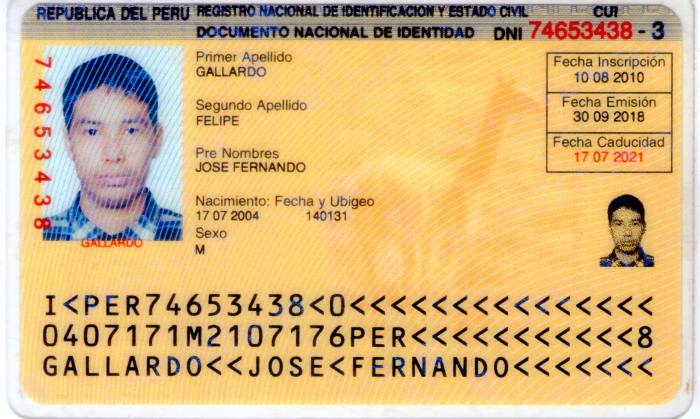 REPUBLICA DEL PERU REGISTRO NACIONAL DE IDENTIFICACION Y ESTADO CIVIL CUI
DOCUMENTO NACIONAL DE IDENTIDAD DNI 74653438 - 3
74653438
Primer Apellido
GALLARDO
Segundo Apellido
FELIPE
Pre Nombres
JOSE FERNANDO
Nacimiento: Fecha y Ubigeo
17 07 2004 140131
Sexo
M
GALLARDO
Fecha Inscripción
10 08 2010
Fecha Emisión
30 09 2018
Fecha Caducidad
17 07 2021
I<PER74653438<0<<<<<<<<<<<<<<<
0407171M2107176PER<<<<<<<<<<<8
GALLARDO<<JOSE<FERNANDO<<<<<<<